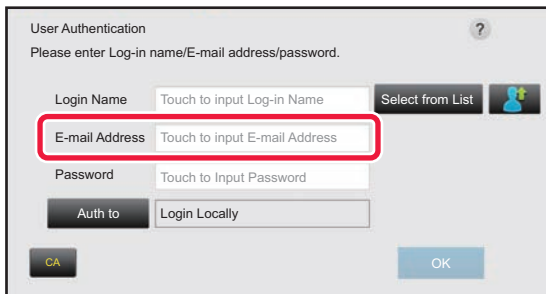 User Authentication ?
Please enter Log-in name/E-mail address/password.
Login Name Touch to input Log-in Name Select from List
E-mail Address Touch to input E-mail Address
Password Touch to Input Password
Auth to Login Locally
CA OK